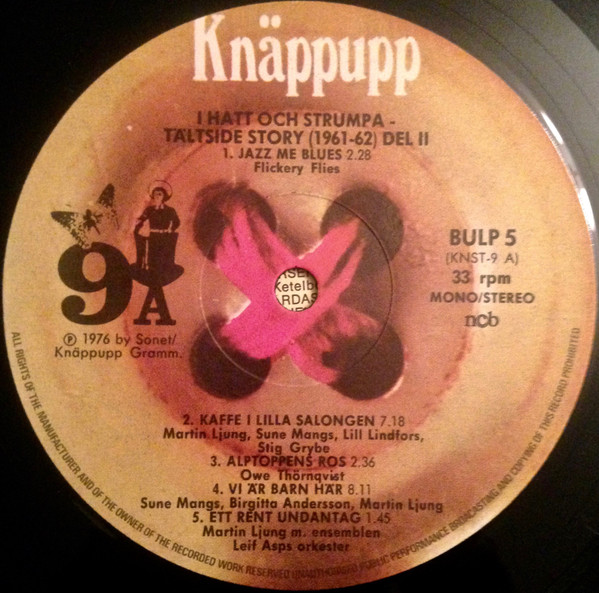 Knäppupp
I HATT OCH STRUMPA -
TÄLTSIDE STORY (1961-62) DEL II
1. JAZZ ME BLUES 2.28
Flickery Flies
9A
℗ 1976 by Sonet/
Knäppupp Gramm.
BULP 5
(KNST-9 A)
33 rpm
MONO/STEREO
ncb
Ketelb
RDAS
2. KAFFE I LILLA SALONGEN 7.18
Martin Ljung, Sune Mangs, Lill Lindfors,
Stig Grybe
3. ALPTOPPENS ROS 2.36
Owe Thörnqvist
4. VI ÄR BARN HÄR 8.11
Sune Mangs, Birgitta Andersson, Martin Ljung
5. ETT RENT UNDANTAG 1.45
Martin Ljung m. ensemblen
Leif Asps orkester
ALL RIGHTS OF THE MANUFACTURER AND OF THE OWNER OF THE RECORDED WORK RESERVED UNAUTHORISED PUBLIC PERFORMANCE BROADCASTING AND COPYING OF THIS RECORD PROHIBITED